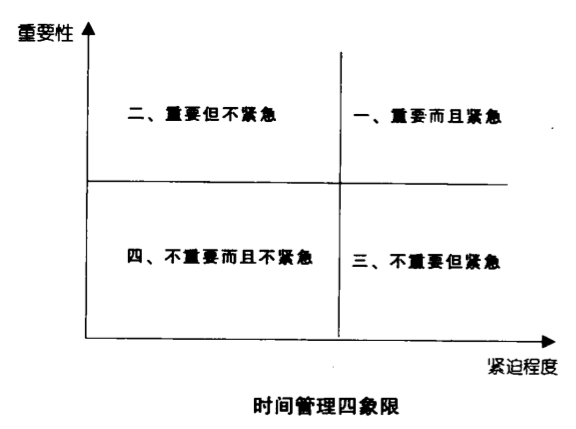 重要性
二、重要但不紧急
一、重要而且紧急
四、不重要而且不紧急
三、不重要但紧急
紧迫程度
时间管理四象限